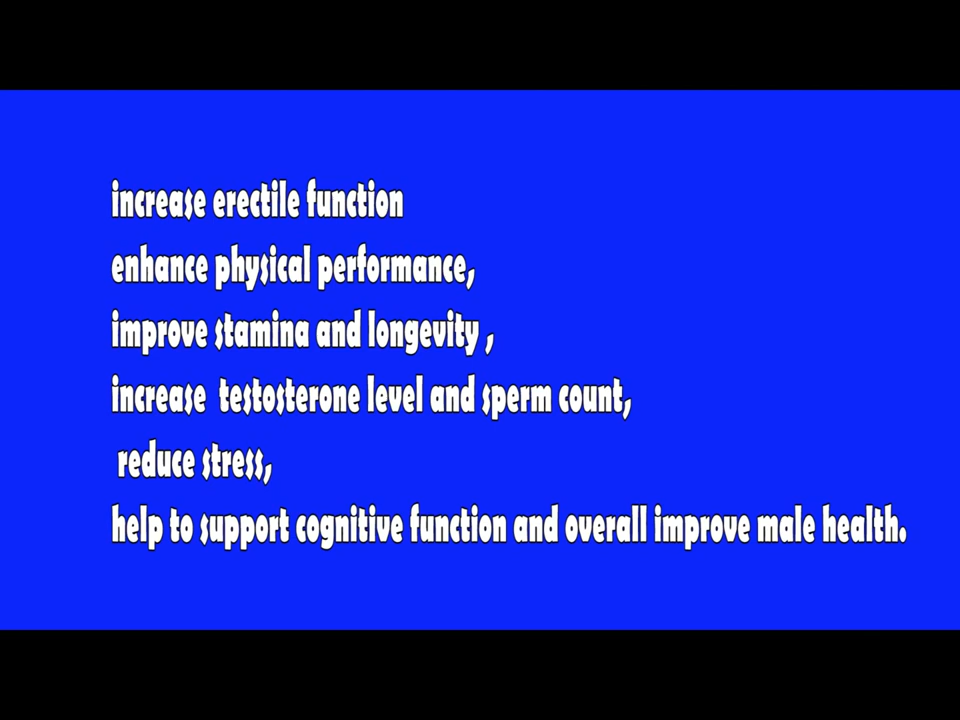 increase erectile function
enhance physical performance,
improve stamina and longevity ,
increase  testosterone level and sperm count,
reduce stress,
help to support cognitive function and overall improve male health.